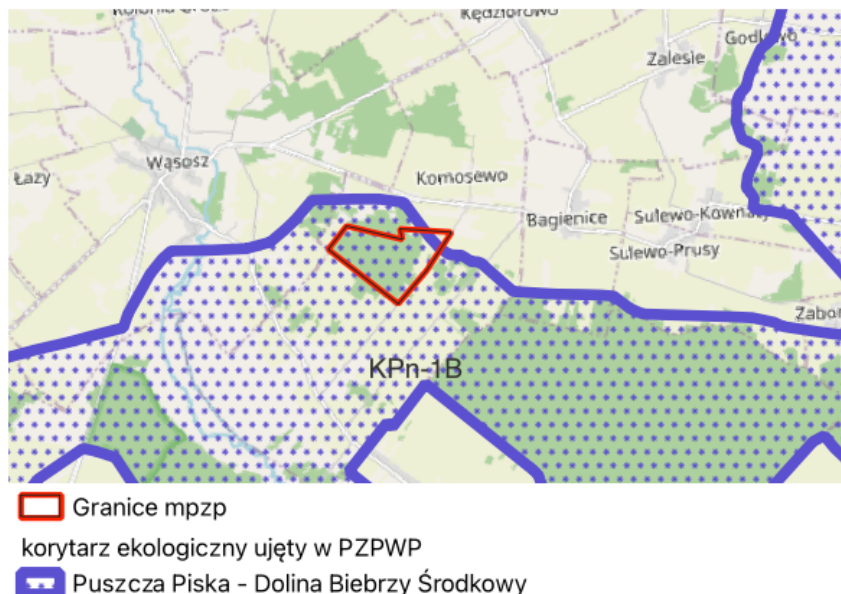 Kędziorowo
Godlewo
Zalesie
Wąsosz
Łazy
Komosewo
Bagienice
Sulewo-Kownaty
Sulewo-Prusy
Zabor
KPn-1B
Granice mpzp
korytarz ekologiczny ujęty w PZPWP
Puszcza Piska - Dolina Biebrzy Środkowy